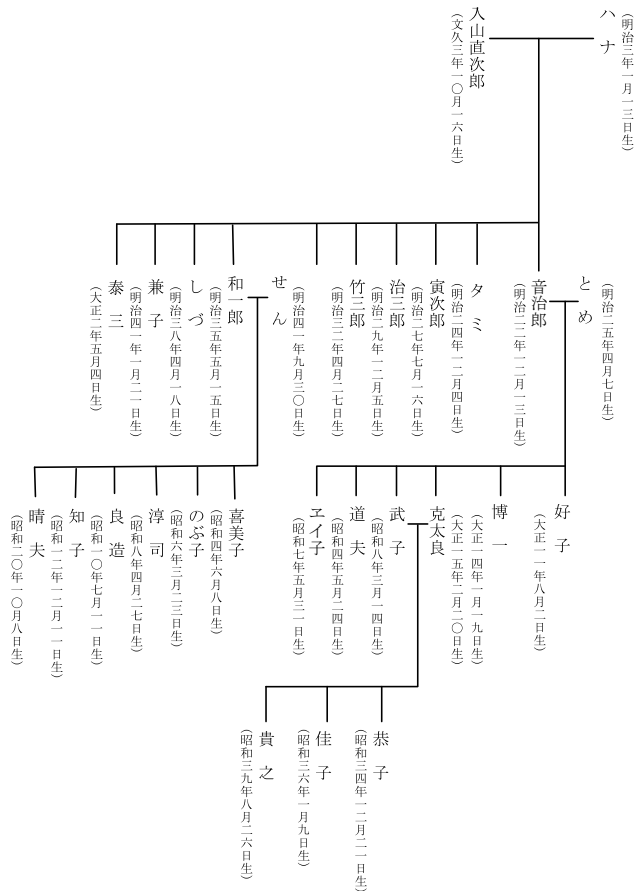 (明治三年一月一三日生)
ハナ
入山直次郎
(文久三年一〇月一六日生)
(明治二五年四月七日生)
とめ
音治郎
(明治二二年一二月一三日生)
タミ
(明治二四年一二月四日生)
寅次郎
(明治二七年七月一六日生)
治三郎
(明治二九年一二月五日生)
竹三郎
(明治三二年四月二七日生)
(明治四一年九月三〇日生)
せん
和一郎
(明治三五年五月一五日生)
しづ
(明治三八年四月一八日生)
兼子
(明治四一年一月二一日生)
泰三
(大正二年五月四日生)
好子
(大正一一年八月二日生)
博一
(大正一四年一月一九日生)
(大正一五年二月二〇日生)
克太良
武子
(昭和八年三月一四日生)
道夫
(昭和四年五月二四日生)
ヱイ子
(昭和七年五月三一日生)
喜美子
(昭和四年六月八日生)
のぶ子
(昭和六年三月二三日生)
淳司
(昭和八年四月二七日生)
良造
(昭和一〇年七月一一日生)
知子
(昭和一二年一二月一一日生)
晴夫
(昭和二〇年一〇月八日生)
恭子
(昭和三四年一二月二一日生)
佳子
(昭和三六年一月九日生)
貴之
(昭和三九年八月二六日生)